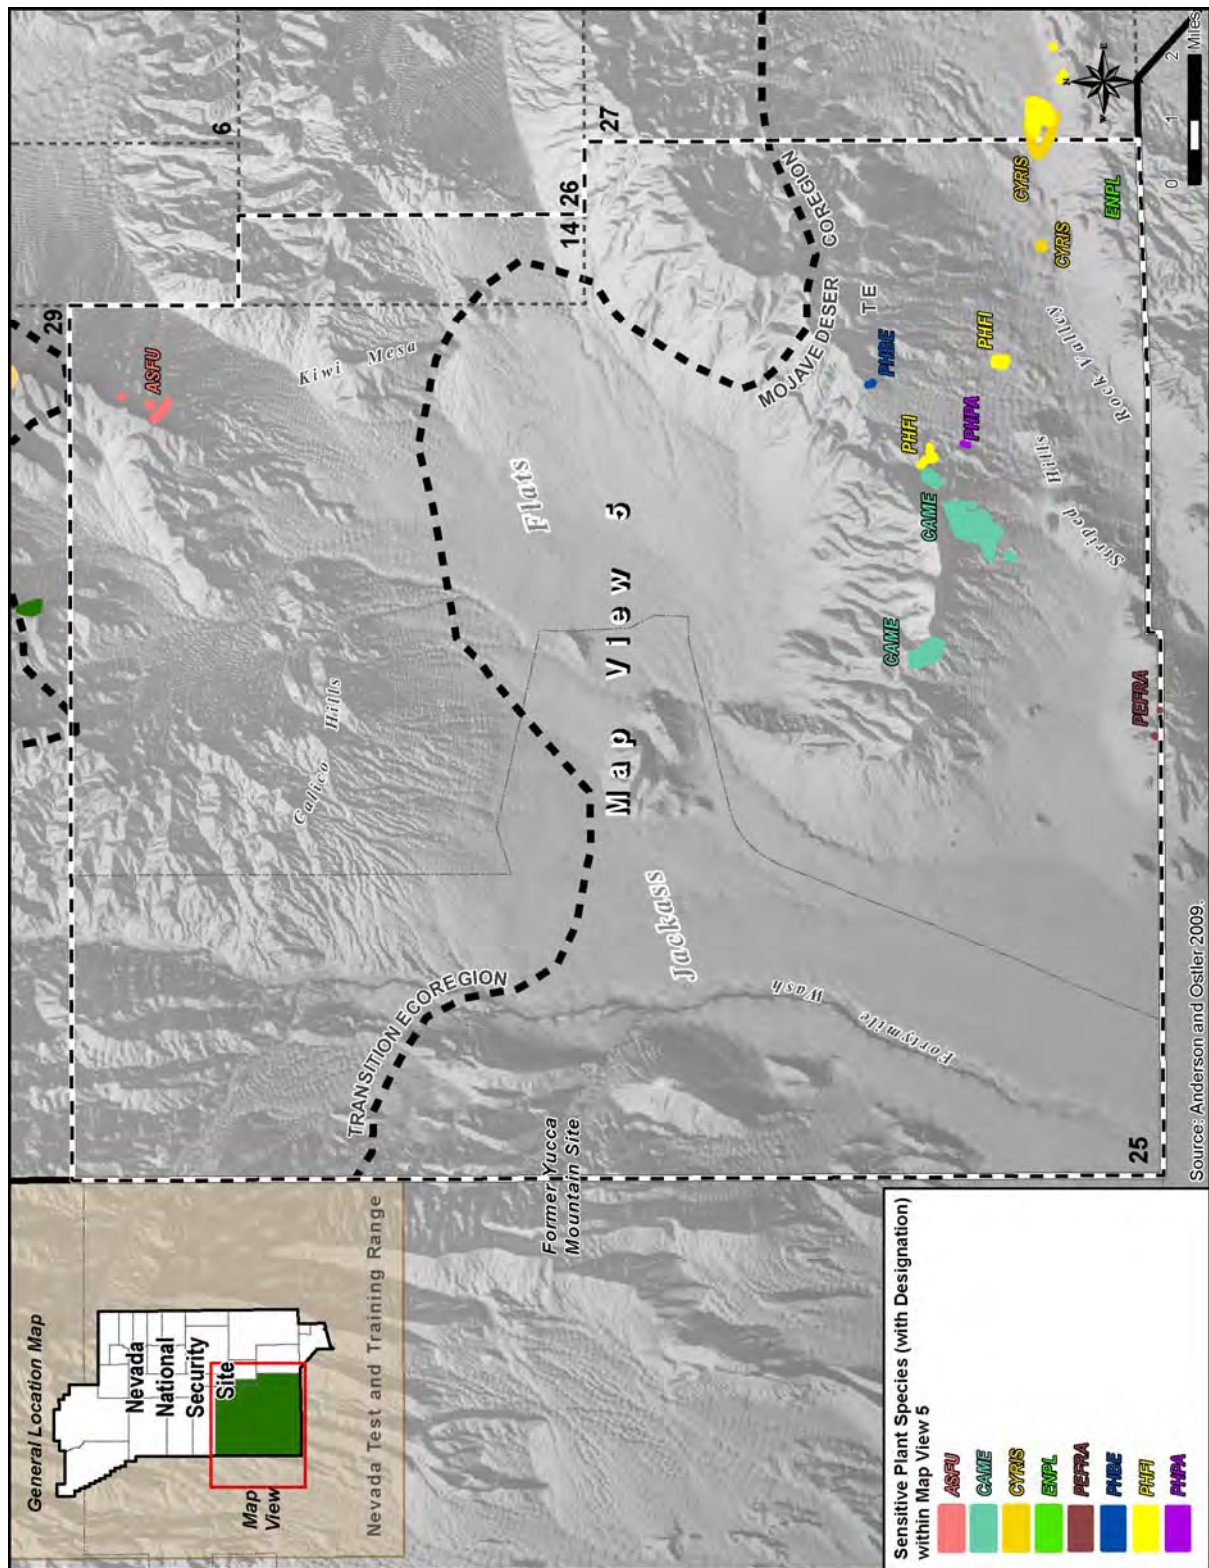 General Location Map
Nevada
National
Security
Site
Map
View
Nevada Test and Training Range
29
ASFU
6
Kiwi Mesa
14
26
27
Calico Hills
TRANSITION ECOREGION
Flats
Map View 5
Jackass
Former Yucca
Mountain Site
MOJAVE DESER
COREGION
TE
PHBE
PHFI
PHFI
PHPA
CAME
CAME
CYRIS
CYRIS
ENPL
Rock Valley
Striped Hills
PEFRA
Fortymile Wash
25
N
0 1 2
Miles
Sensitive Plant Species (with Designation)
within Map View 5
ASFU
CAME
CYRIS
ENPL
PEFRA
PHBE
PHFI
PHPA
Source: Anderson and Ostler 2009.